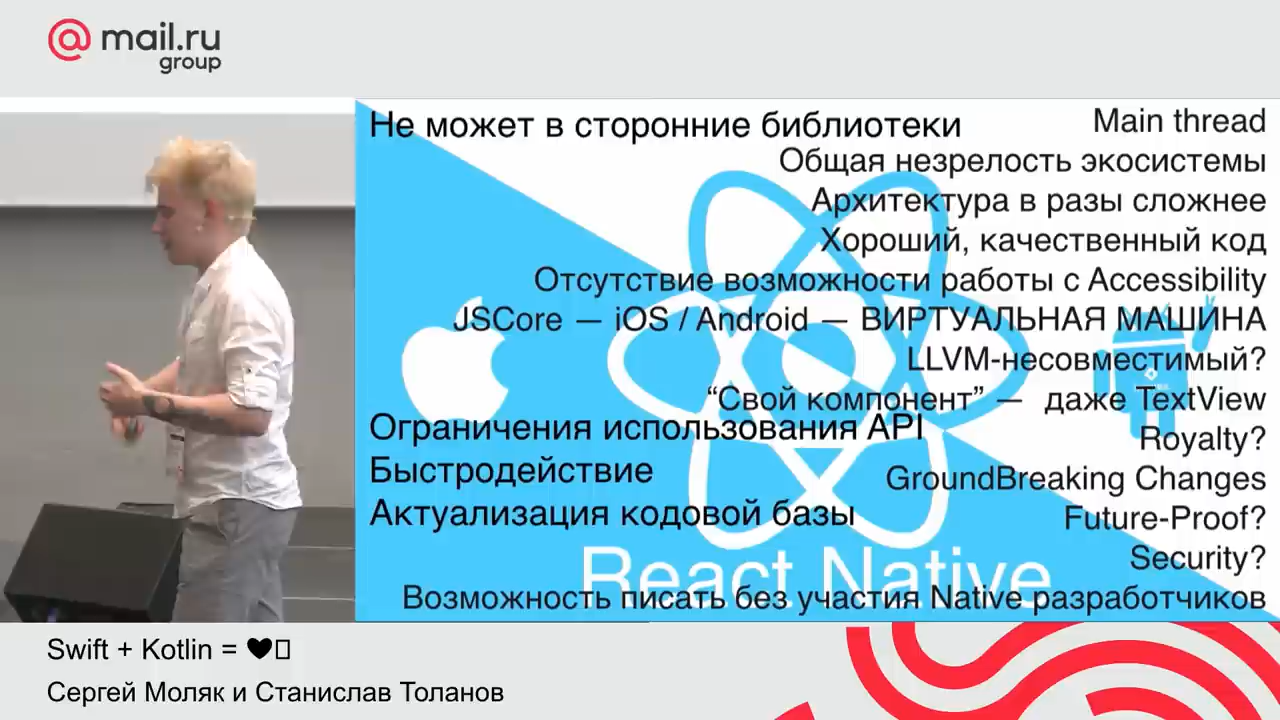 @ mail.ru
group
Не может в сторонние библиотеки
Main thread
Общая незрелость экосистемы
Архитектура в разы сложнее
Хороший, качественный код
Отсутствие возможности работы с Accessibility
JSCore — iOS / Android — ВИРТУАЛЬНАЯ МАШИНА
LLVM-несовместимый?
“Свой компонент” — даже TextView
Ограничения использования API
Royalty?
Быстродействие
GroundBreaking Changes
Актуализация кодовой базы
Future-Proof?
Security?
React Native
Возможность писать без участия Native разработчиков
Swift + Kotlin = ♥
Сергей Моляк и Станислав Толанов